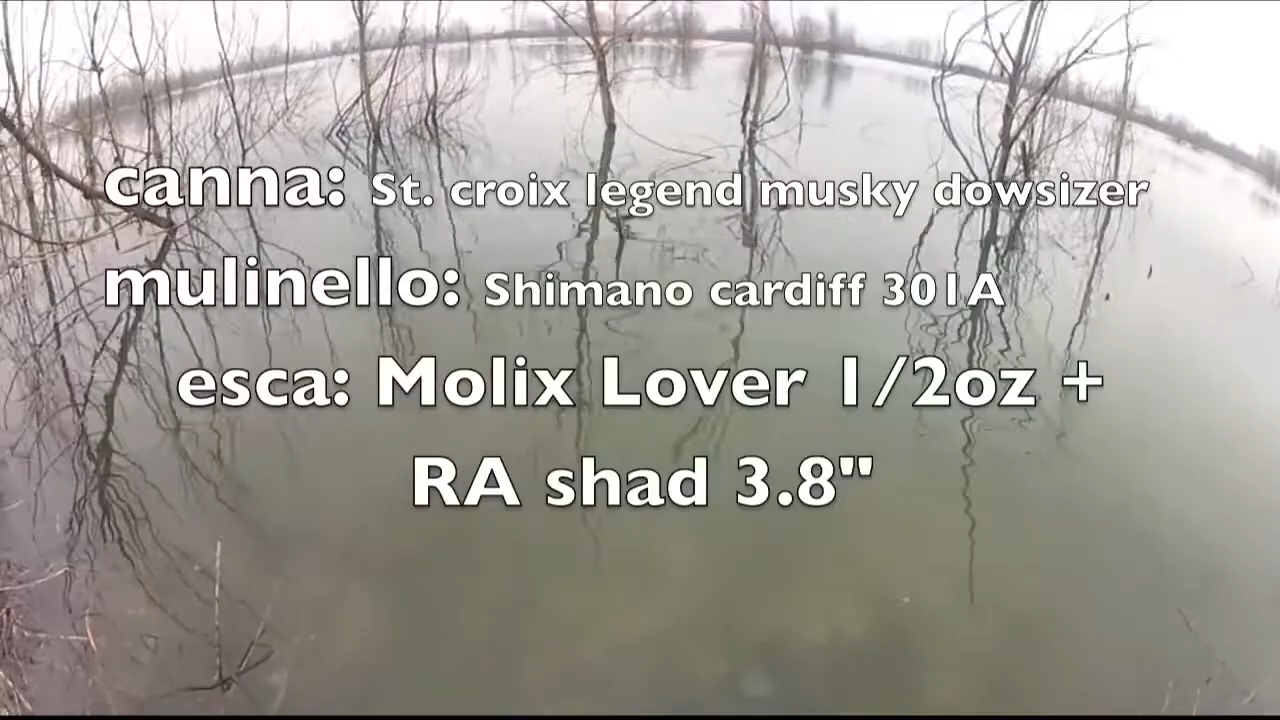 canna: St. croix legend musky dowsizer
mulinello: Shimano cardiff 301A
esca: Molix Lover 1/2oz +
RA shad 3.8"